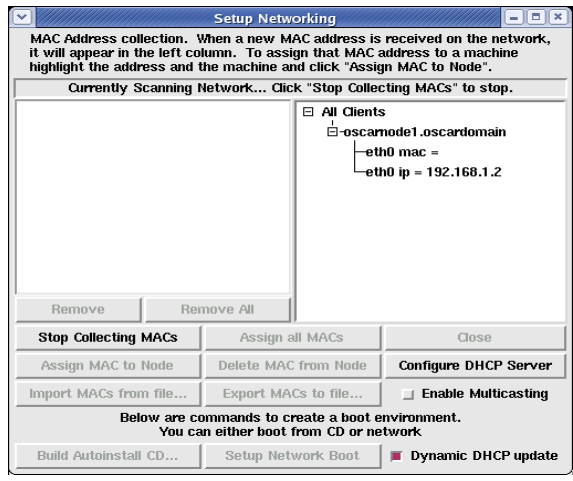 Setup Networking
MAC Address collection. When a new MAC address is received on the network,
it will appear in the left column. To assign that MAC address to a machine
highlight the address and the machine and click "Assign MAC to Node".
Currently Scanning Network... Click "Stop Collecting MACs" to stop.
All Clients
oscarnode1.oscardomain
eth0 mac =
eth0 ip = 192.168.1.2
Remove
Remove All
Stop Collecting MACs
Assign all MACs
Close
Assign MAC to Node
Delete MAC from Node
Configure DHCP Server
Import MACs from file...
Export MACs to file...
Enable Multicasting
Below are commands to create a boot environment.
You can either boot from CD or network
Build Autoinstall CD...
Setup Network Boot
Dynamic DHCP update